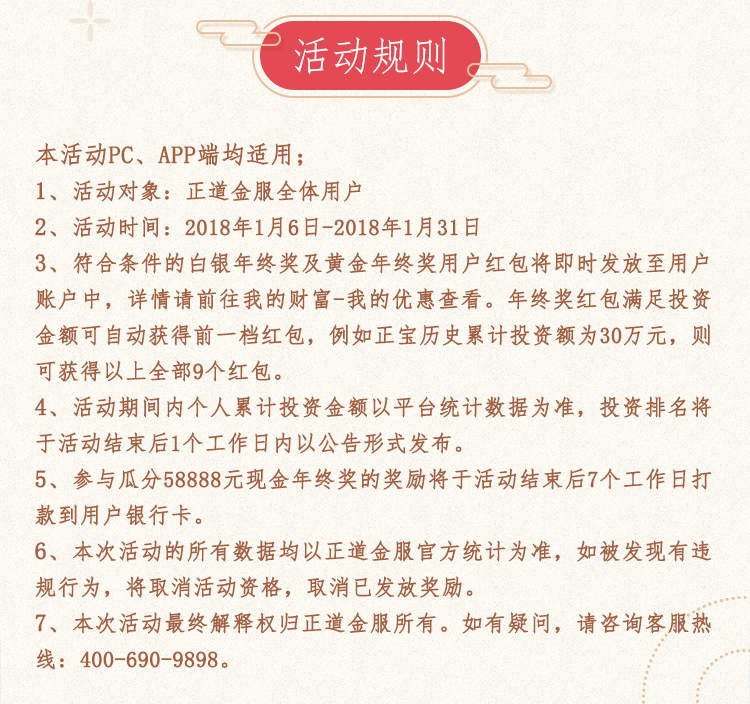 活动规则
本活动PC、APP端均适用；
1、活动对象：正道金服全体用户
2、活动时间：2018年1月6日-2018年1月31日
3、符合条件的白银年终奖及黄金年终奖用户红包将即时发放至用户
账户中，详情请前往我的财富-我的优惠查看。年终奖红包满足投资
金额可自动获得前一档红包，例如正宝历史累计投资额为30万元，则
可获得以上全部9个红包。
4、活动期间内个人累计投资金额以平台统计数据为准，投资排名将
于活动结束后1个工作日内以公告形式发布。
5、参与瓜分58888元现金年终奖的奖励将于活动结束后7个工作日打
款到用户银行卡。
6、本次活动的所有数据均以正道金服官方统计为准，如被发现有违
规行为，将取消活动资格，取消已发放奖励。
7、本次活动最终解释权归正道金服所有。如有疑问，请咨询客服热
线：400-690-9898。